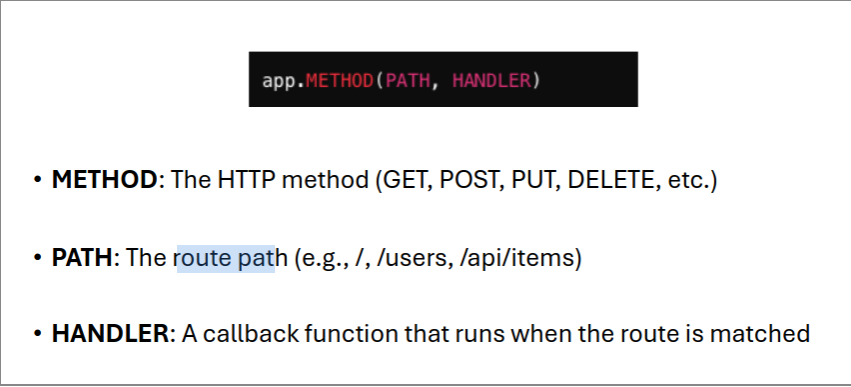 app.METHOD(PATH, HANDLER)
• METHOD: The HTTP method (GET, POST, PUT, DELETE, etc.)
• PATH: The route path (e.g., /, /users, /api/items)
• HANDLER: A callback function that runs when the route is matched